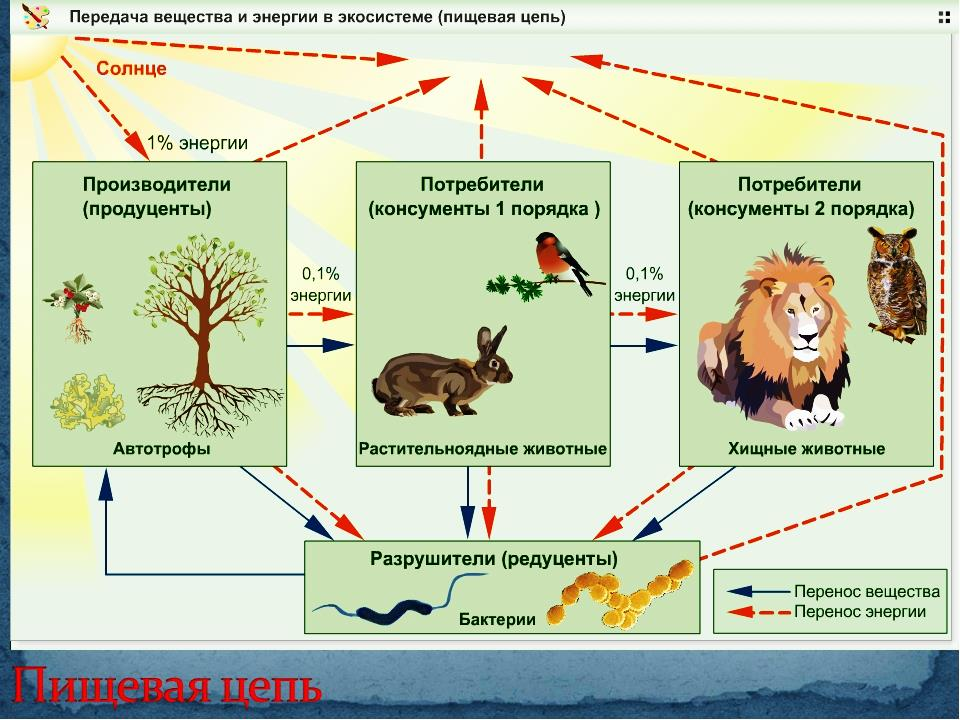 Передача вещества и энергии в экосистеме (пищевая цепь)
Солнце
1% энергии
Производители
(продуценты)
Автотрофы
0,1%
энергии
Потребители
(консументы 1 порядка )
Растительноядные животные
0,1%
энергии
Потребители
(консументы 2 порядка)
Хищные животные
Разрушители (редуценты)
Бактерии
Перенос вещества
Перенос энергии
Пищевая цепь